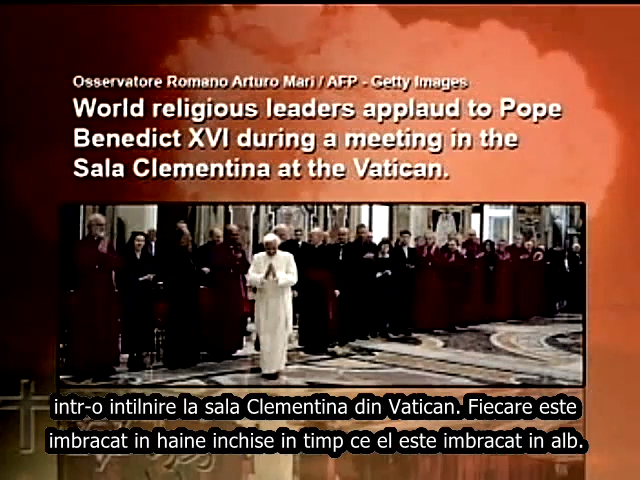 Osservatore Romano Arturo Mari / AFP - Getty Images
World religious leaders applaud to Pope
Benedict XVI during a meeting in the
Sala Clementina at the Vatican.
intr-o intilnire la sala Clementina din Vatican. Fiecare este
imbracat in haine inchise in timp ce el este imbracat in alb.